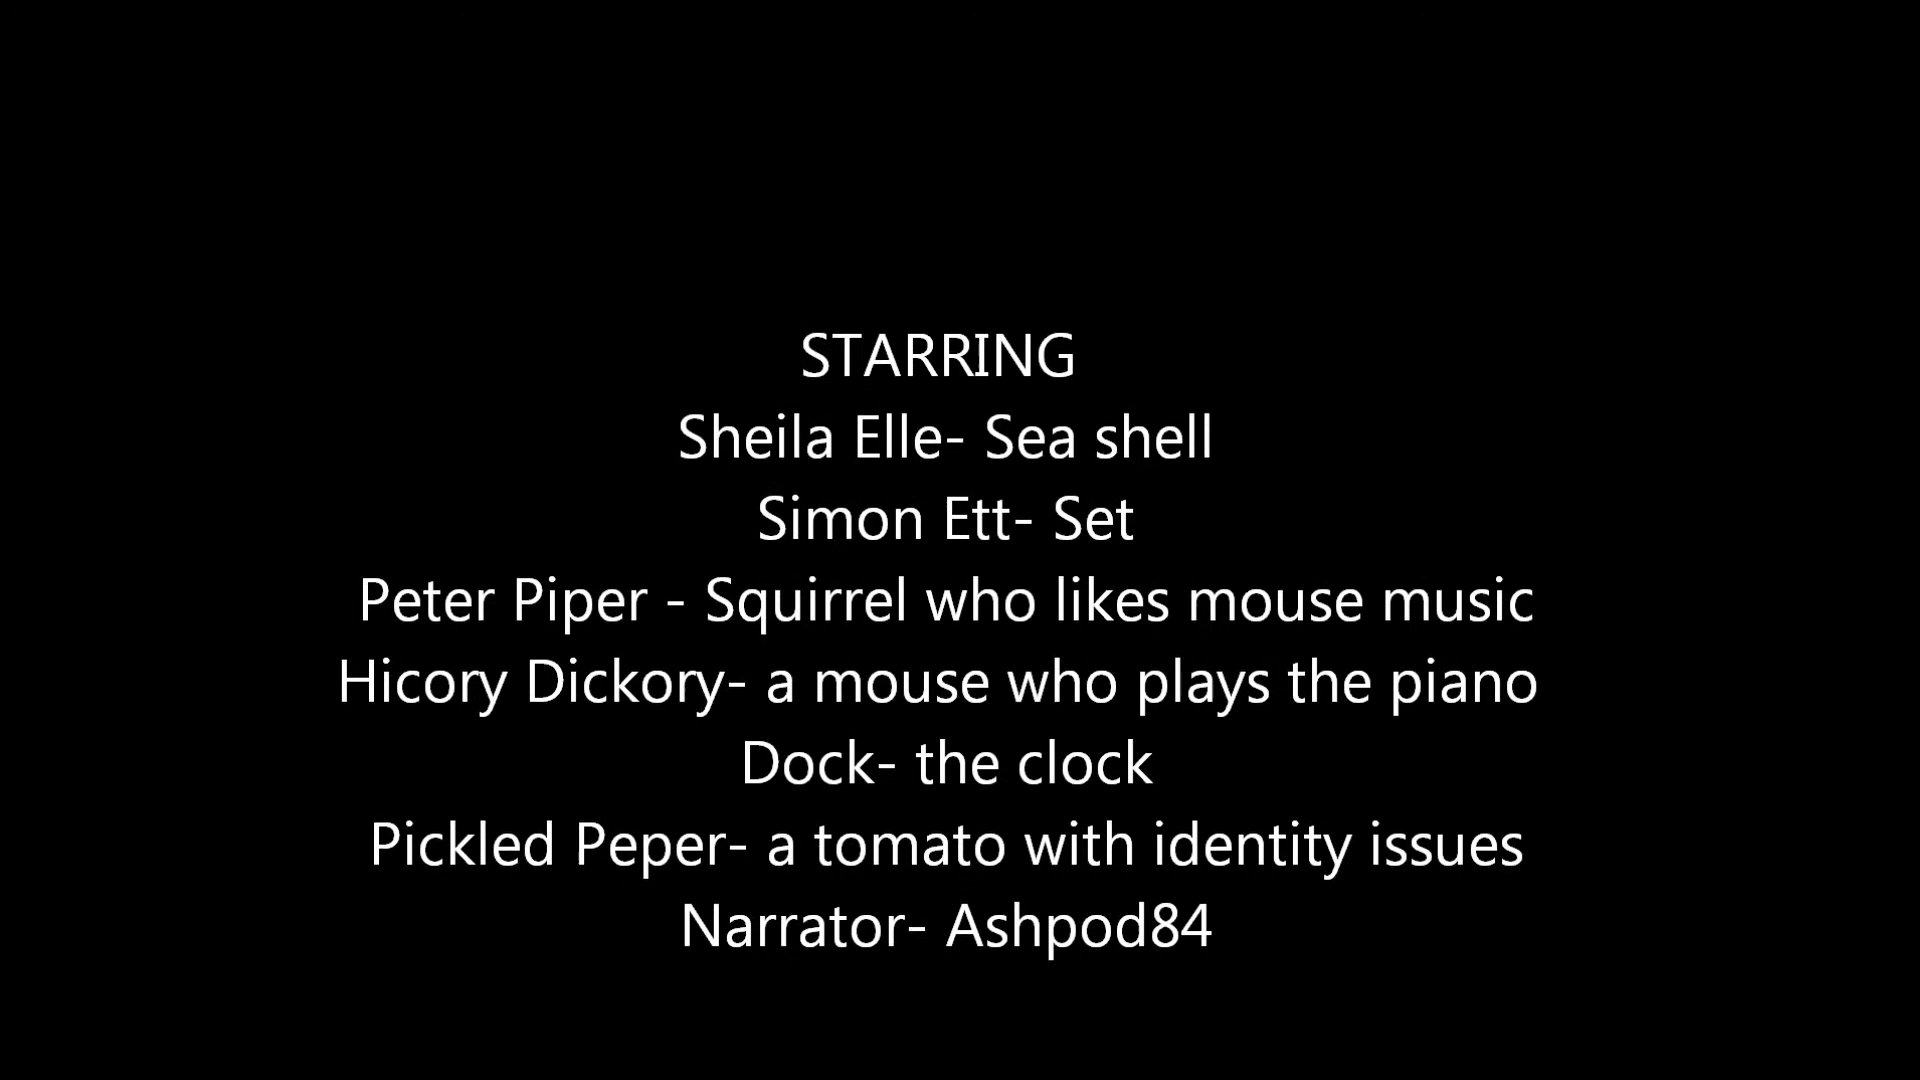 STARRING
Sheila Elle- Sea shell
Simon Ett- Set
Peter Piper - Squirrel who likes mouse music
Hicory Dickory- a mouse who plays the piano
Dock- the clock
Pickled Peper- a tomato with identity issues
Narrator- Ashpod84